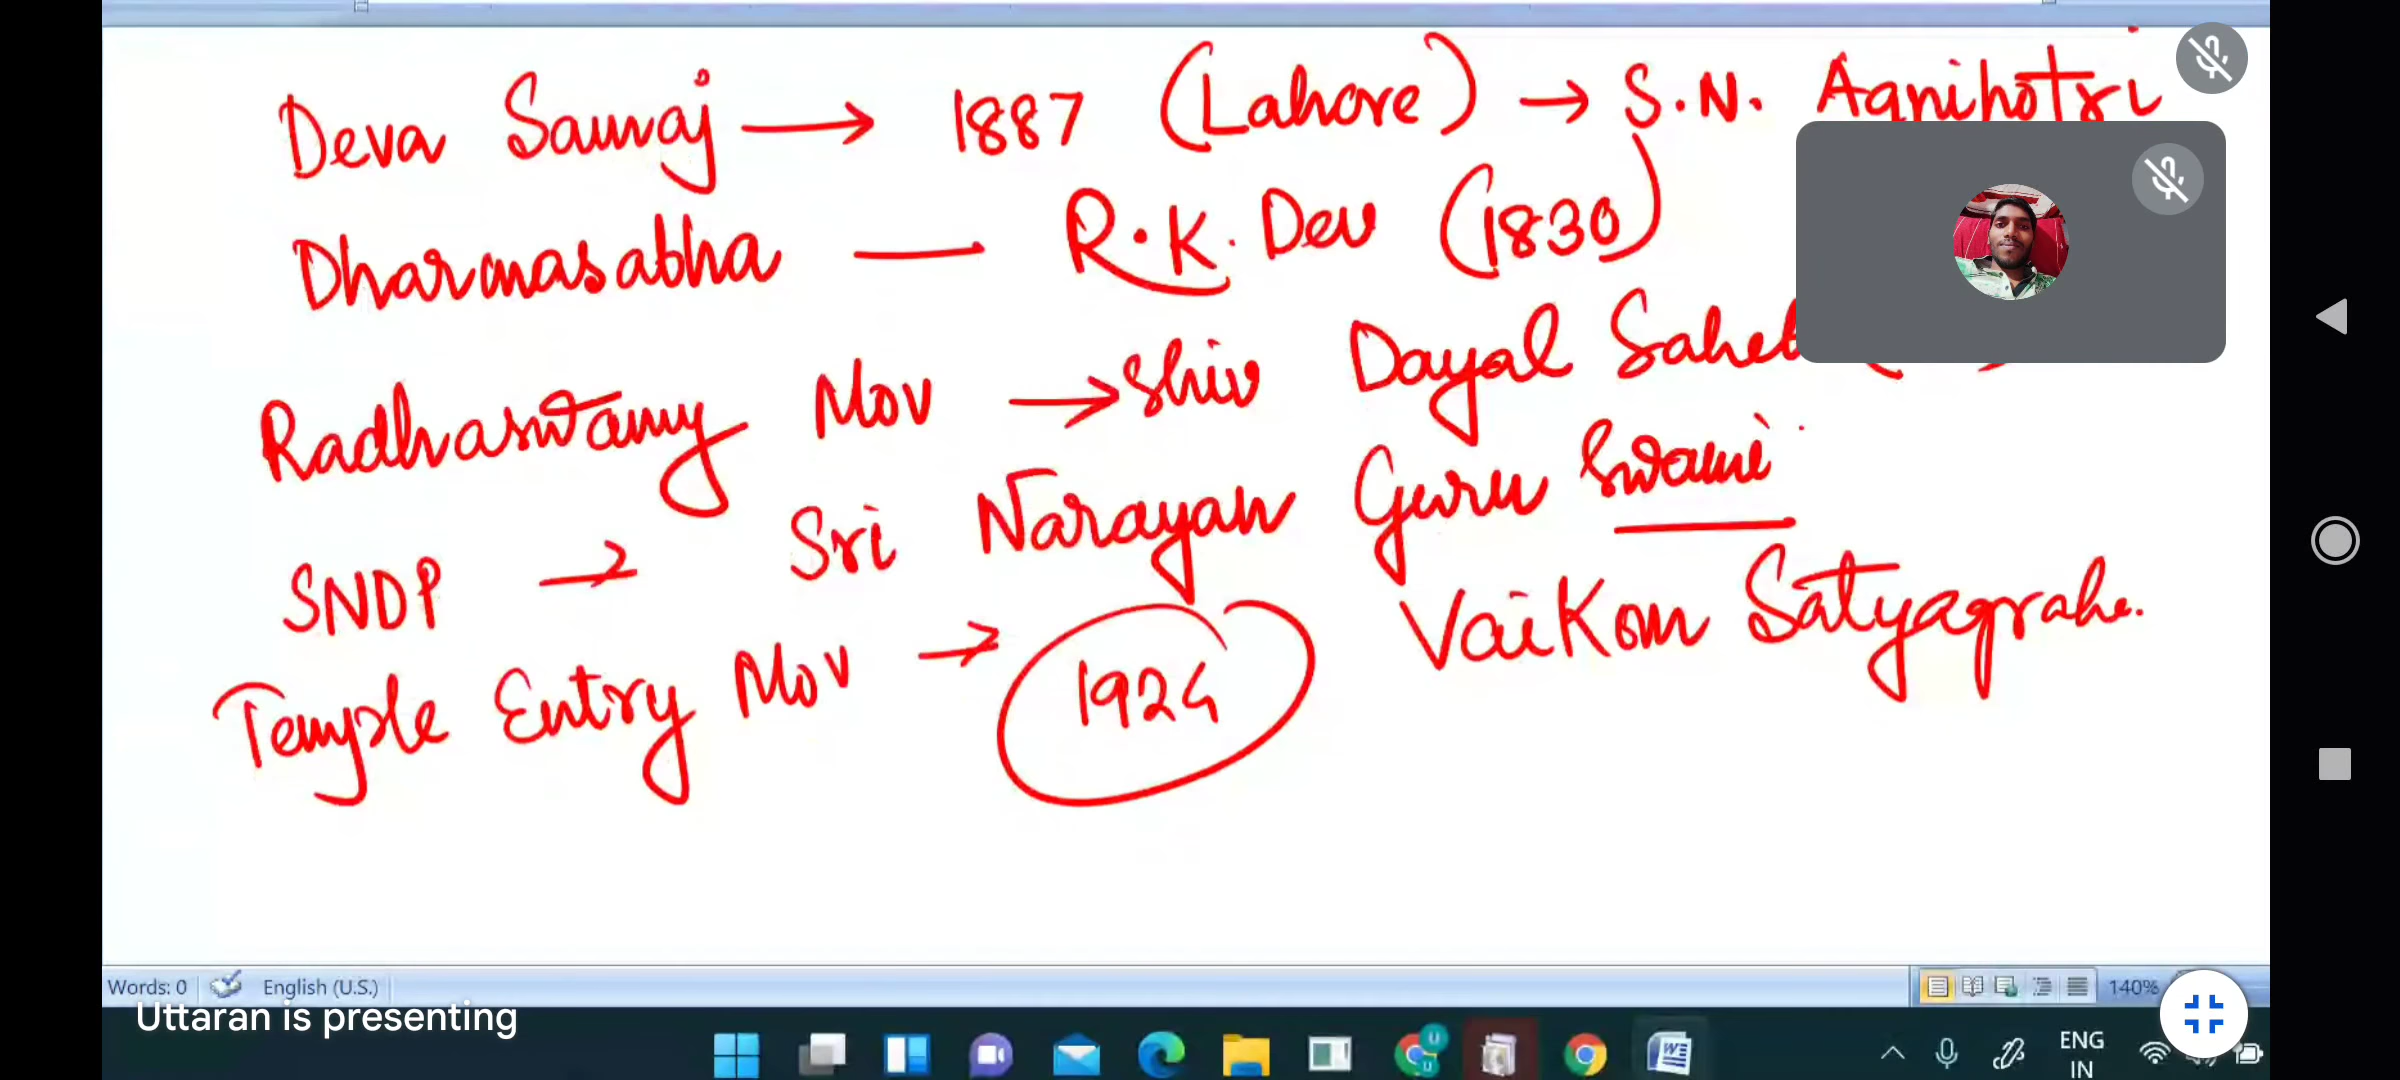 Deva Samaj → 1887 (Lahore) → S.N. Agnihotri
Dharmasabha — R.K. Dev (1830)
Radhaswamy Mov → Shiv Dayal Saheb
SNDP → Sri Narayan Guru Swami
Temple Entry Mov → 1924 Vaikom Satyagraha.
Words: 0 English (U.S.) 140%
Uttaran is presenting
ENG
IN